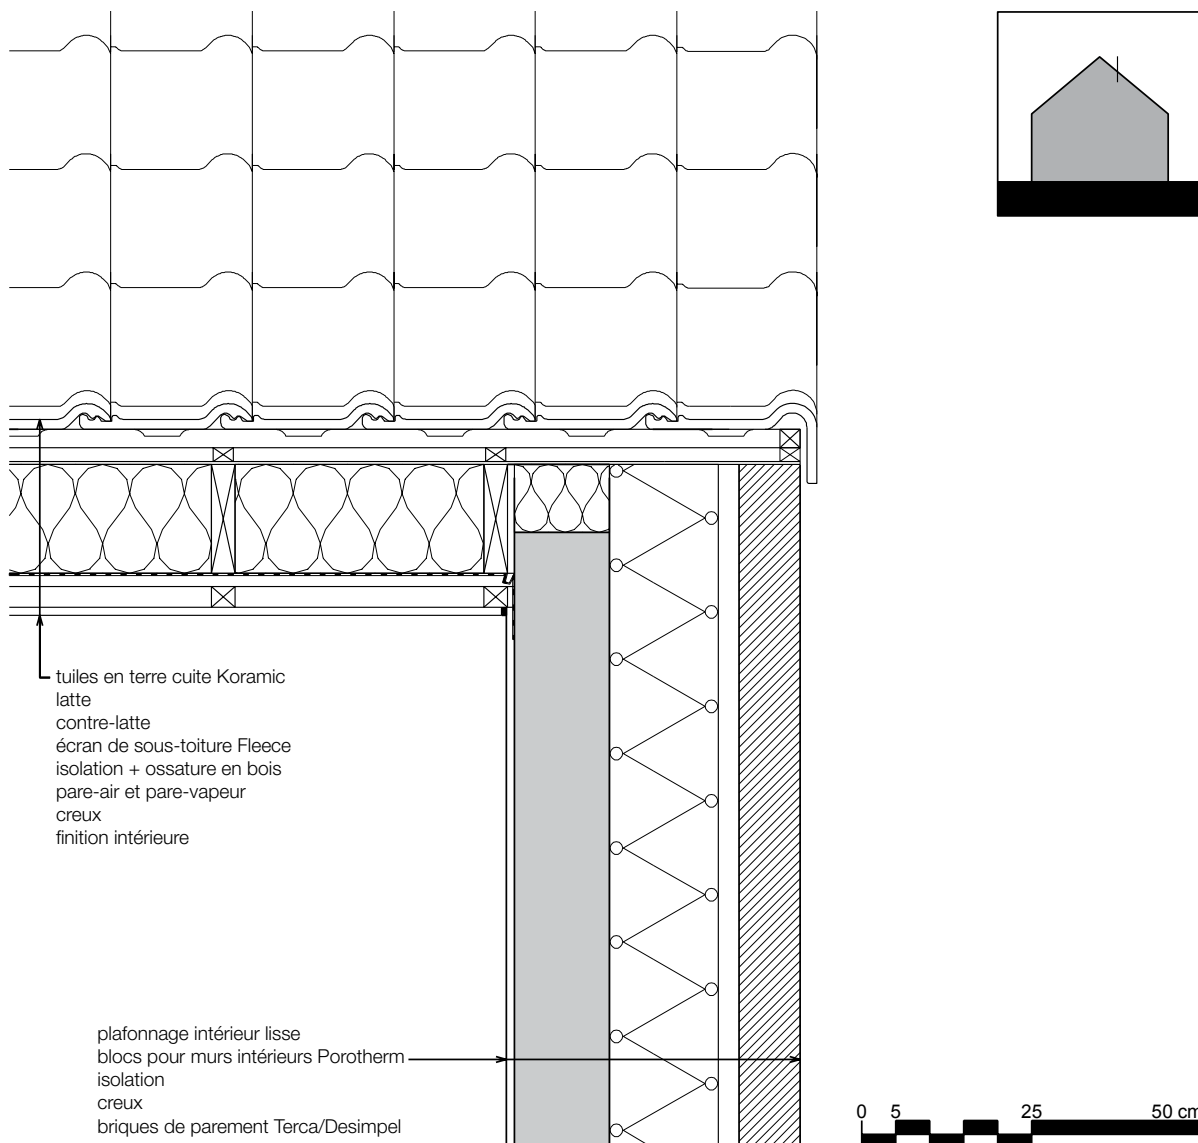 tuiles en terre cuite Koramic
latte
contre-latte
écran de sous-toiture Fleece
isolation + ossature en bois
pare-air et pare-vapeur
creux
finition intérieure
plafonnage intérieur lisse
blocs pour murs intérieurs Porotherm
isolation
creux
briques de parement Terca/Desimpel
0 5 25 50 cm